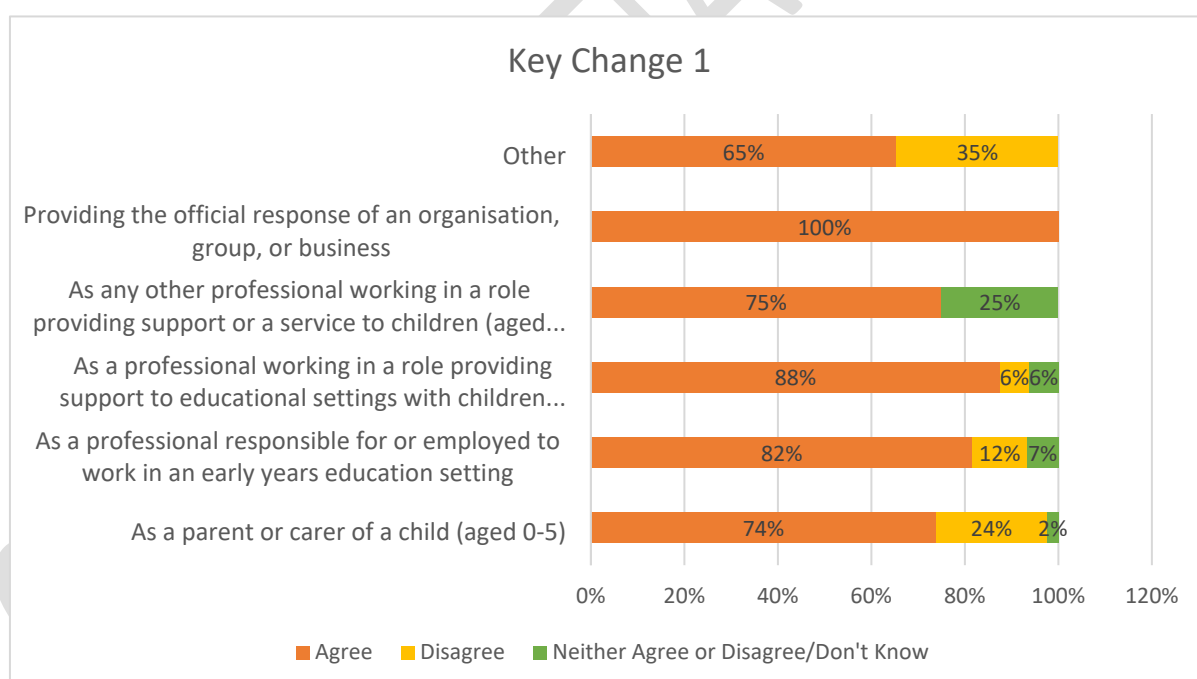 Key Change 1
Other
65%
35%
Providing the official response of an organisation,
group, or business
100%
As any other professional working in a role
providing support or a service to children (aged...
75%
25%
As a professional working in a role providing
support to educational settings with children...
88%
6%
6%
As a professional responsible for or employed to
work in an early years education setting
82%
12%
7%
As a parent or carer of a child (aged 0-5)
74%
24%
2%
0%
20%
40%
60%
80%
100%
120%
Agree
Disagree
Neither Agree or Disagree/Don't Know